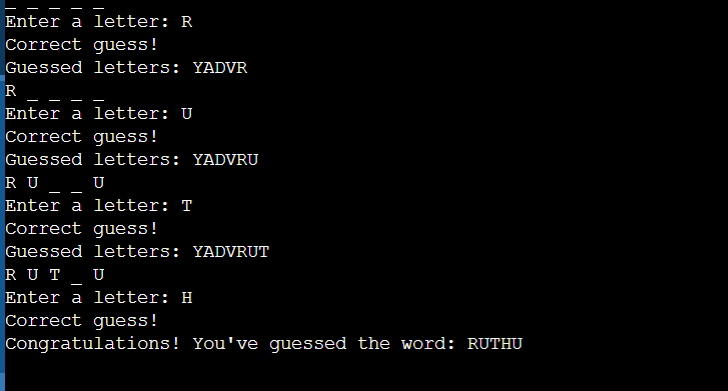 _ _ _ _ _
Enter a letter: R
Correct guess!
Guessed letters: YADVR
R _ _ _ _
Enter a letter: U
Correct guess!
Guessed letters: YADVRU
R U _ _ U
Enter a letter: T
Correct guess!
Guessed letters: YADVRUT
R U T _ U
Enter a letter: H
Correct guess!
Congratulations! You've guessed the word: RUTHU